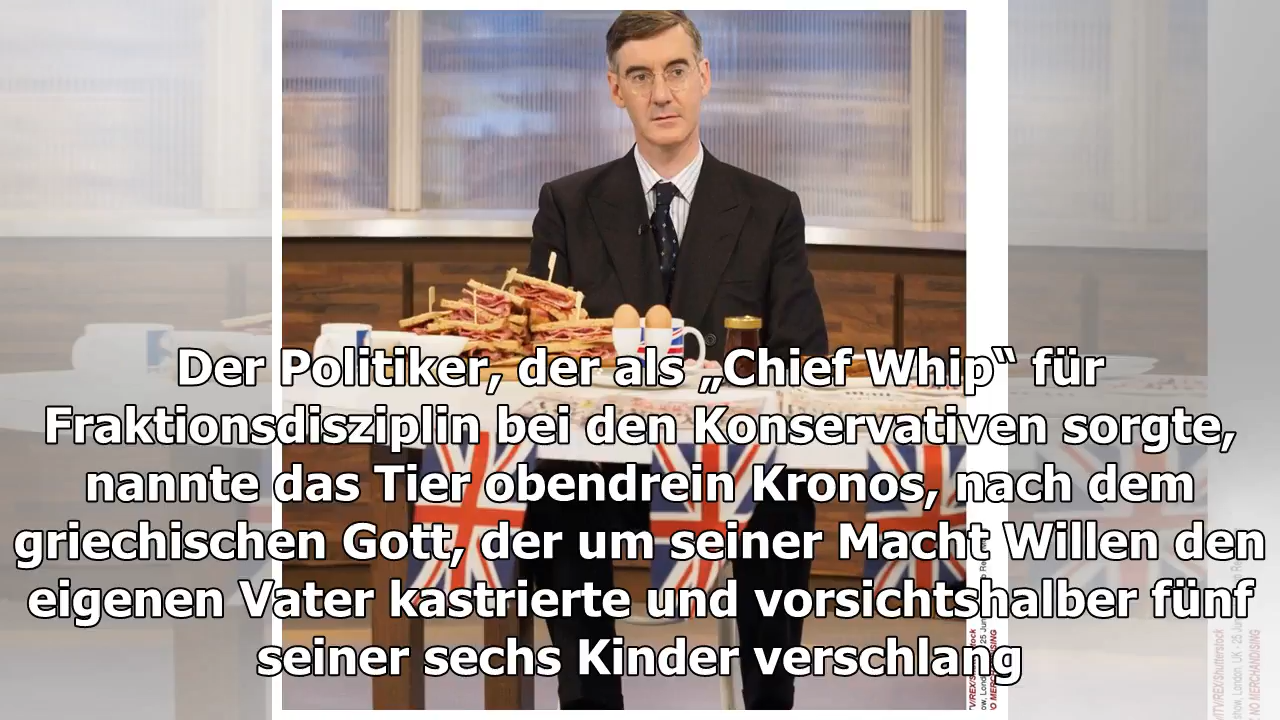 Der Politiker, der als „Chief Whip“ für
Fraktionsdisziplin bei den Konservativen sorgte,
nannte das Tier obendrein Kronos, nach dem
griechischen Gott, der um seiner Macht Willen den
eigenen Vater kastrierte und vorsichtshalber fünf
seiner sechs Kinder verschlang